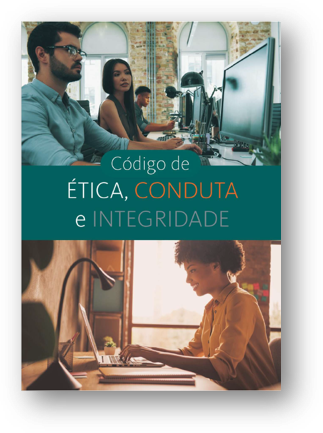 Código de
ÉTICA, CONDUTA
e INTEGRIDADE